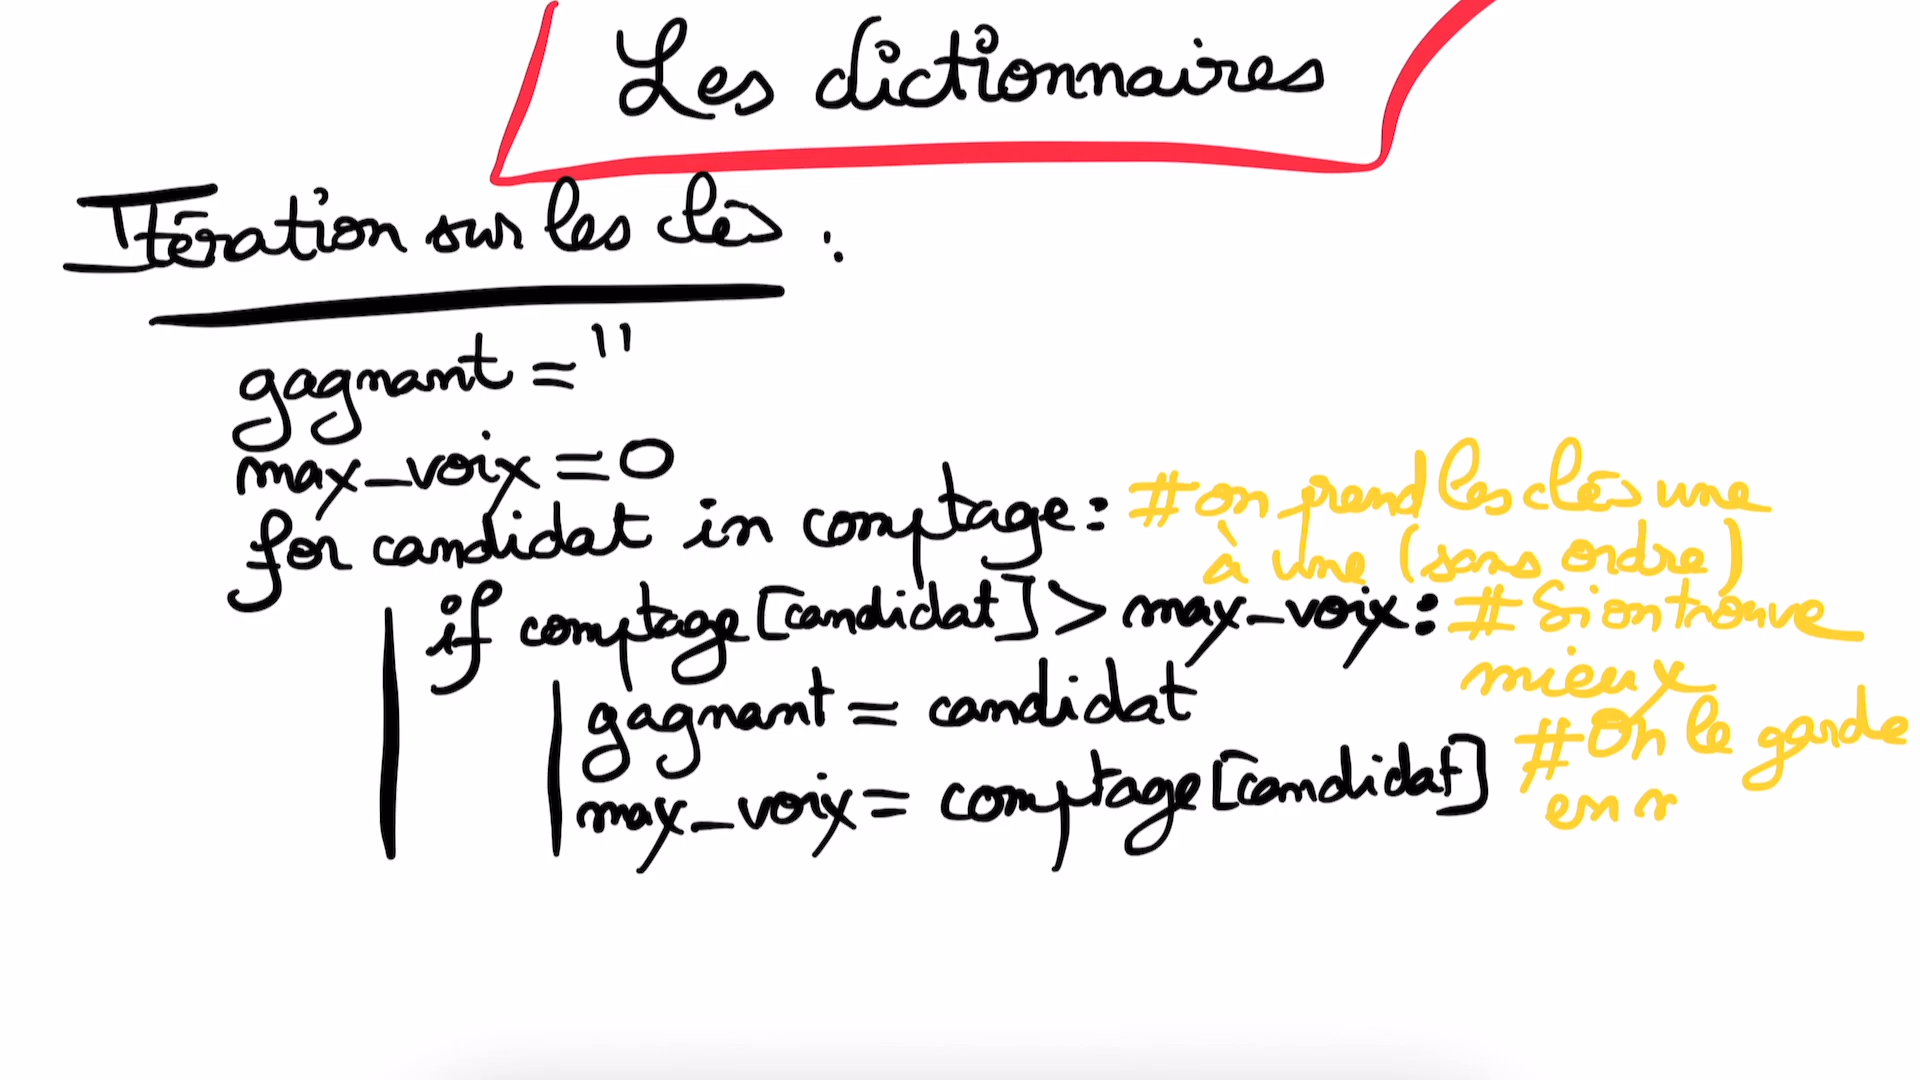 Les dictionnaires
Itération sur les clés :
gagnant = ''
max_voix = 0
for candidat in comptage : # on prend les clés une
à une (sans ordre)
if comptage [candidat] > max_voix : # Si on trouve
mieux
gagnant = candidat # On le garde
max_voix = comptage [candidat] en r